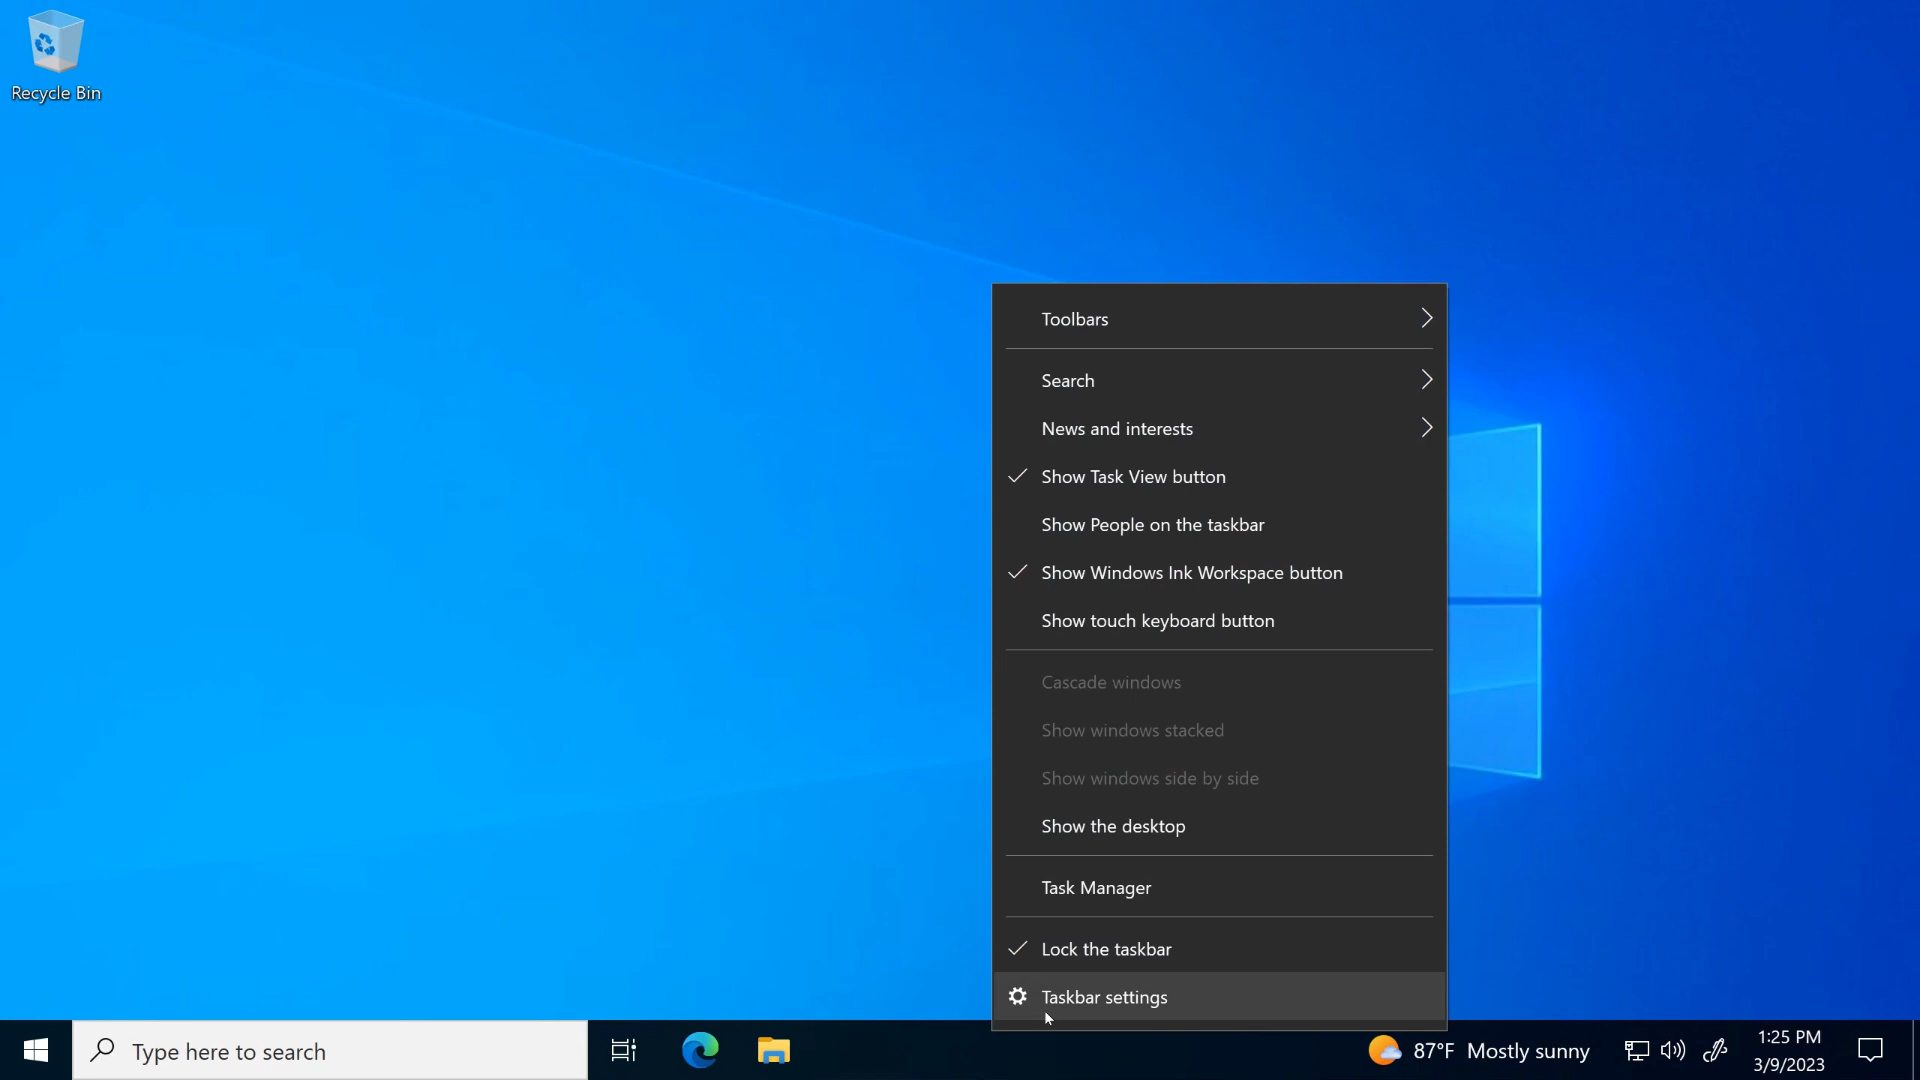 Recycle Bin
Toolbars
Search
News and interests
Show Task View button
Show People on the taskbar
Show Windows Ink Workspace button
Show touch keyboard button
Cascade windows
Show windows stacked
Show windows side by side
Show the desktop
Task Manager
Lock the taskbar
Taskbar settings
Type here to search
87°F Mostly sunny
1:25 PM
3/9/2023